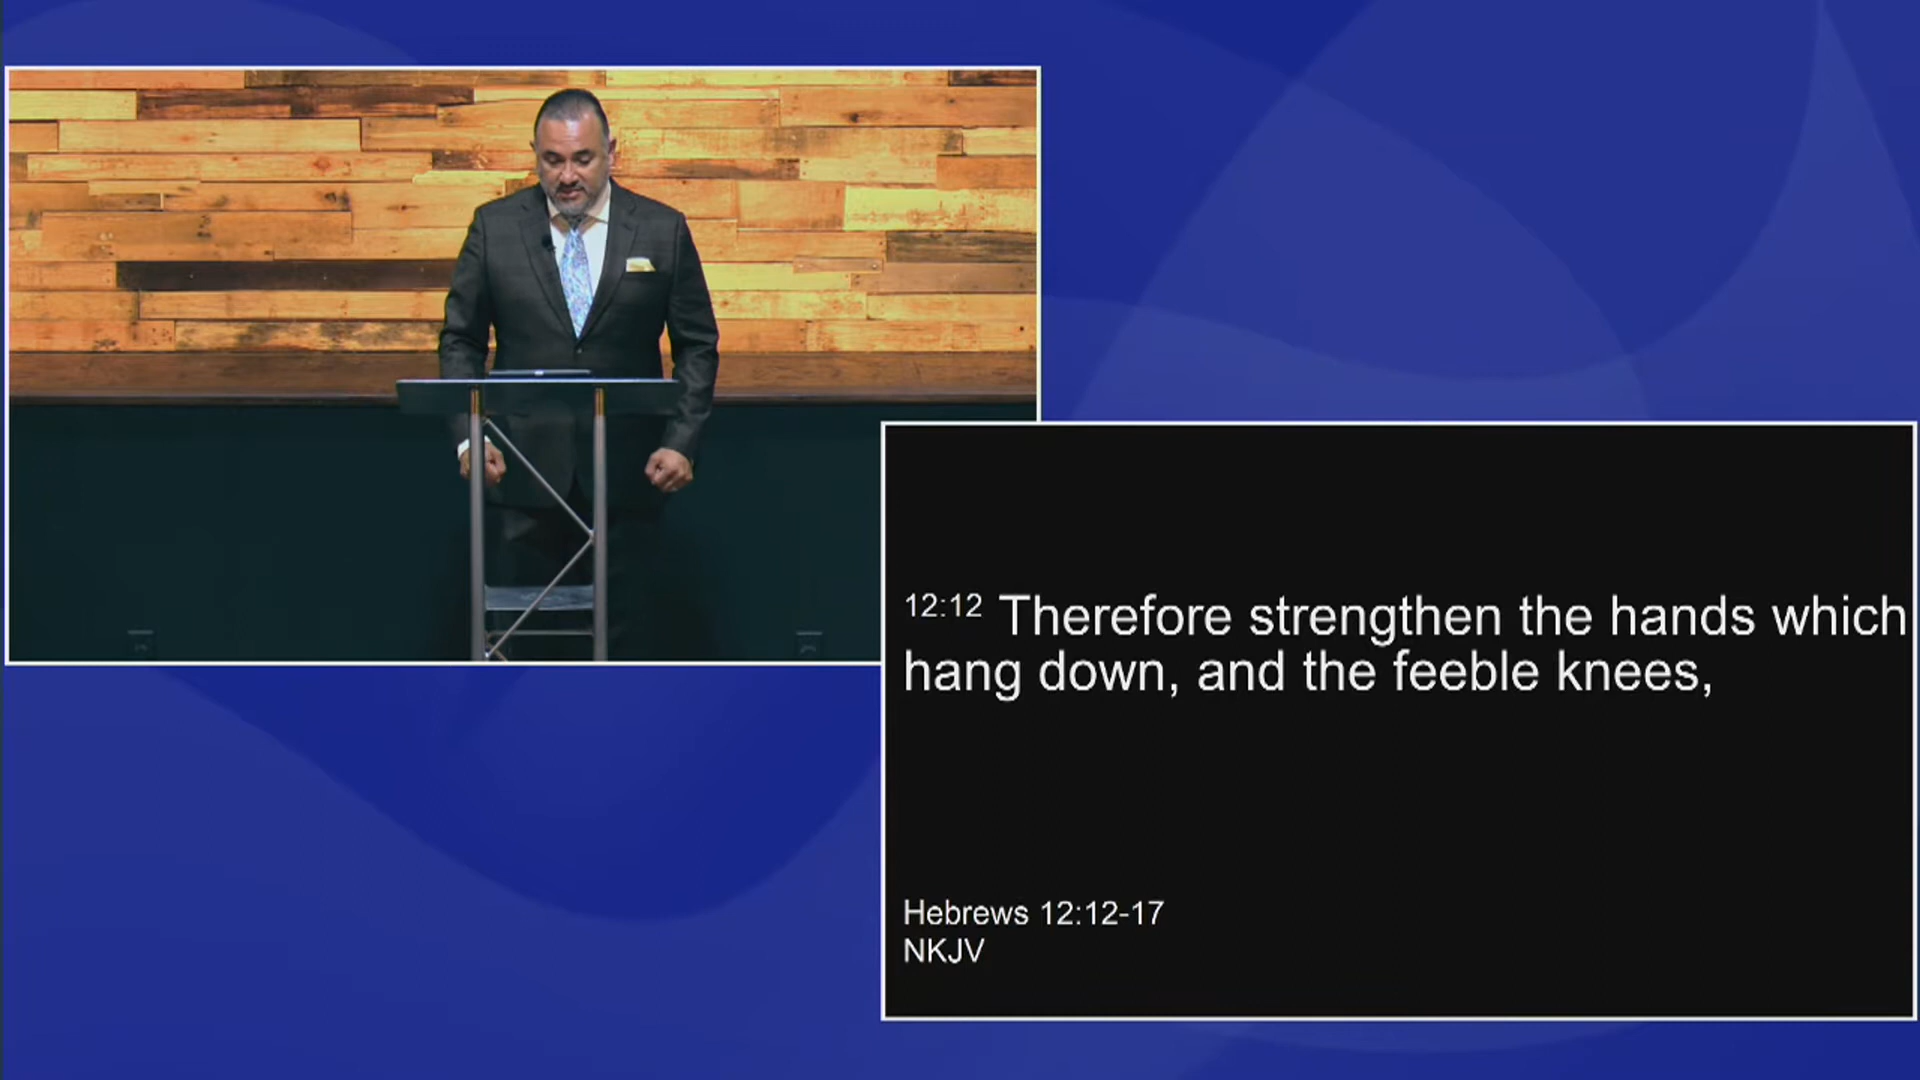 12:12 Therefore strengthen the hands which
hang down, and the feeble knees,
Hebrews 12:12-17
NKJV